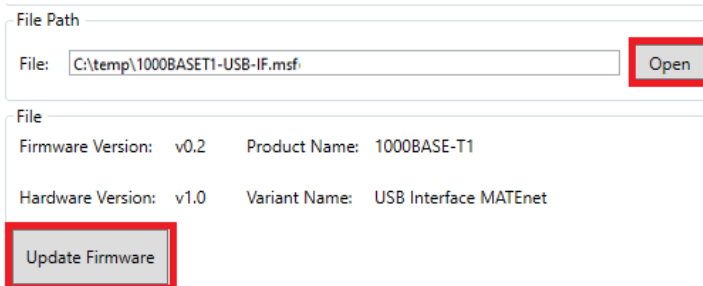 File Path
File: C:\temp\1000BASET1-USB-IF.msf Open
File
Firmware Version: v0.2 Product Name: 1000BASE-T1
Hardware Version: v1.0 Variant Name: USB Interface MATEnet
Update Firmware